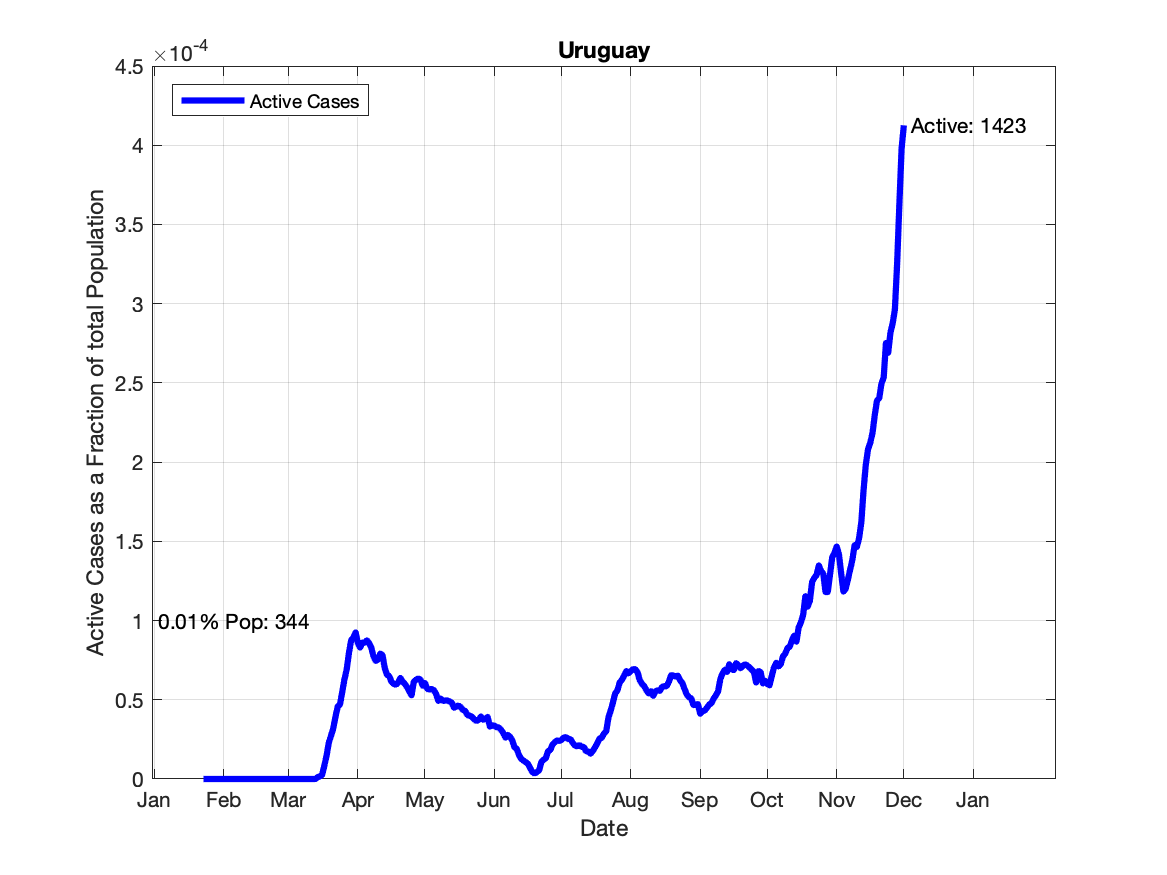 Uruguay
×10-4
Active Cases
Active: 1423
0.01% Pop: 344
4.5
4
3.5
3
2.5
2
1.5
1
0.5
0
Active Cases as a Fraction of total Population
Jan Feb Mar Apr May Jun Jul Aug Sep Oct Nov Dec Jan
Date